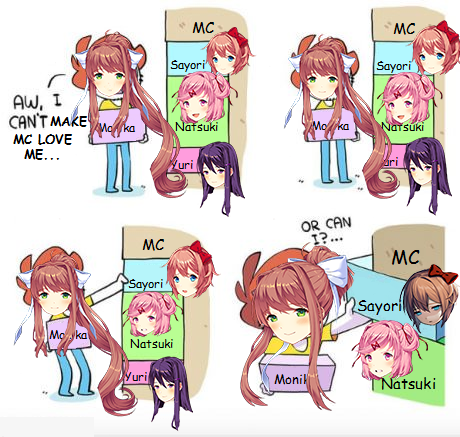 MC
Sayori
AW, I
CAN'T MAKE
MC LOVE
ME...
Monika
Natsuki
Yuri
MC
Sayori
Monika
Natsuki
Yuri
MC
Sayori
Monika
Natsuki
Yuri
OR CAN
I?...
MC
Sayori
Monik
Natsuki